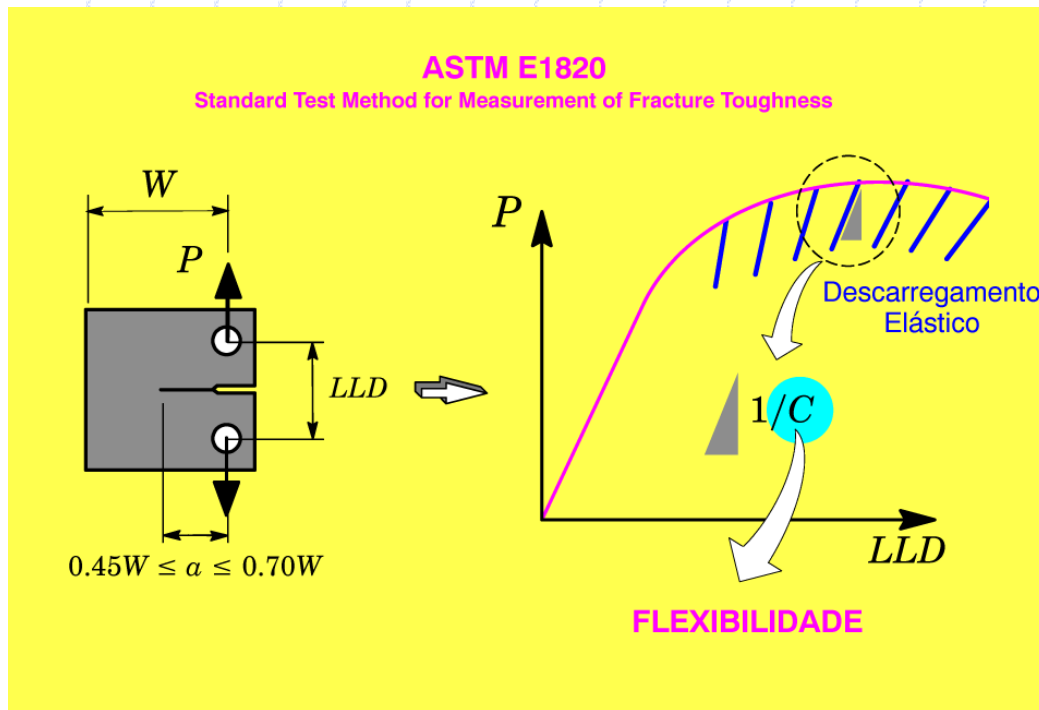 ASTM E1820
Standard Test Method for Measurement of Fracture Toughness
W
P
LLD
0.45W ≤ a ≤ 0.70W
P
Descarregamento
Elástico
1/C
LLD
FLEXIBILIDADE